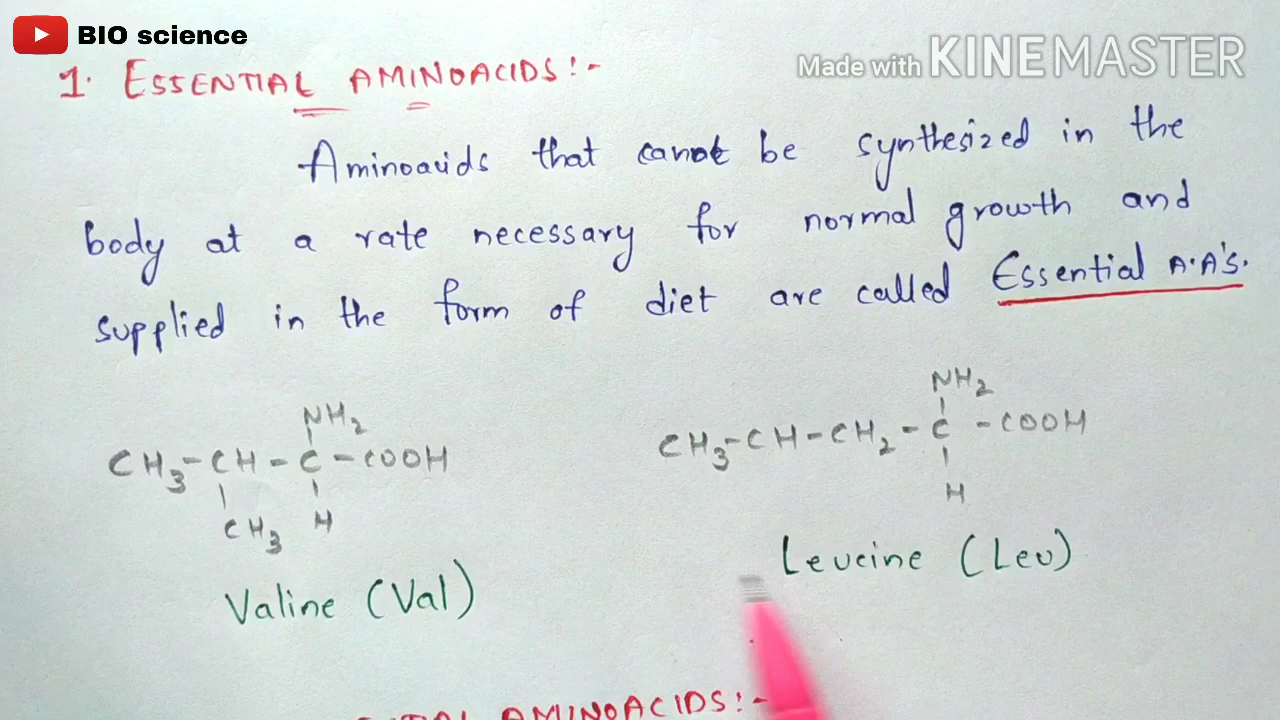 BIO science
Made with KINEMASTER
1. ESSENTIAL AMINOACIDS:-
Aminoacids that canot be synthesized in the
body at a rate necessary for normal growth and
supplied in the form of diet are called Essential A.A's.
NH2
CH3-CH-C-COOH
CH3 H
Valine (Val)
NH2
CH3-CH-CH2-C-COOH
H
Leucine (Leu)
AMINOACIDS:-